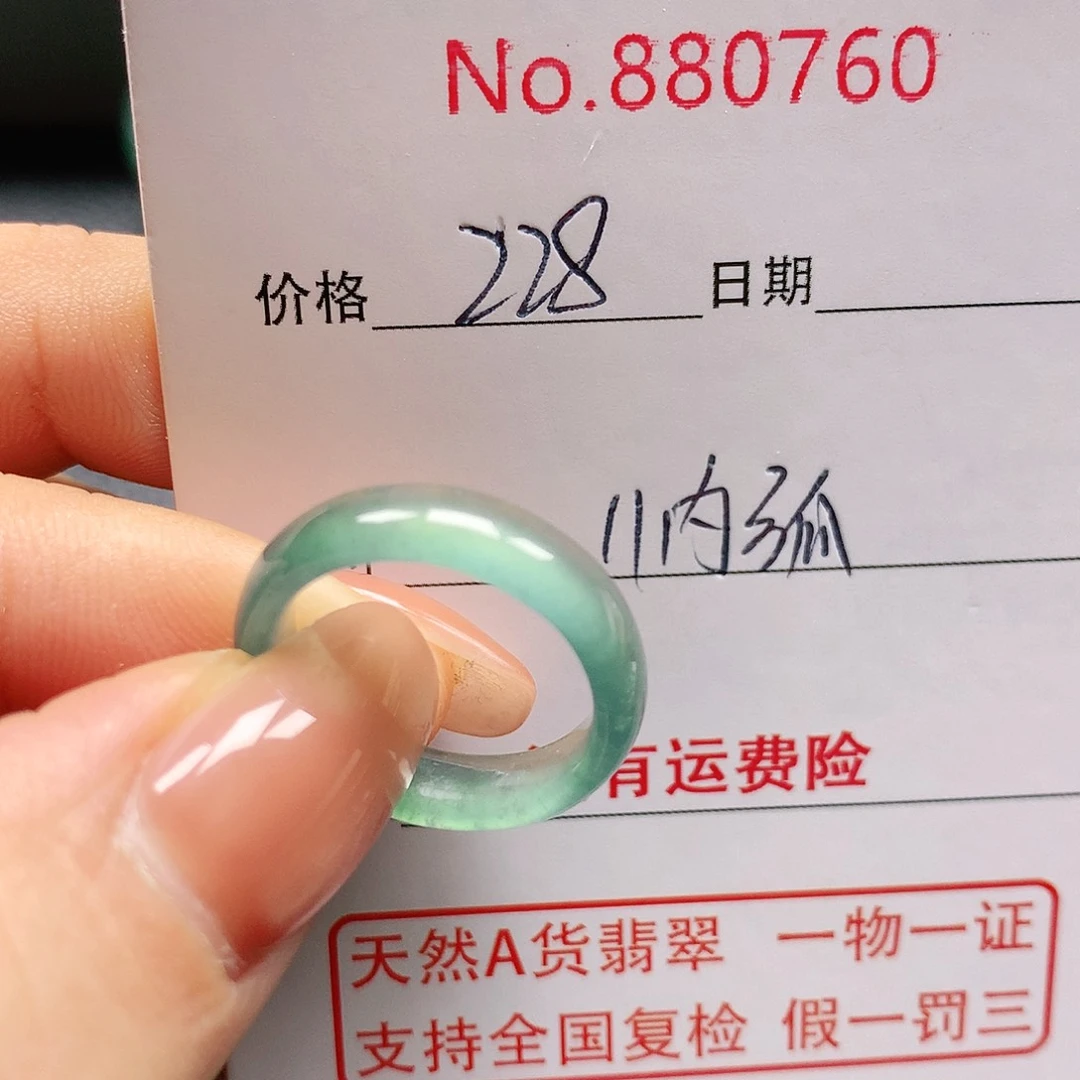 No.880760
价格 228 日期
11内弧
有运费险
天然A货翡翠 一物一证
支持全国复检 假一罚三